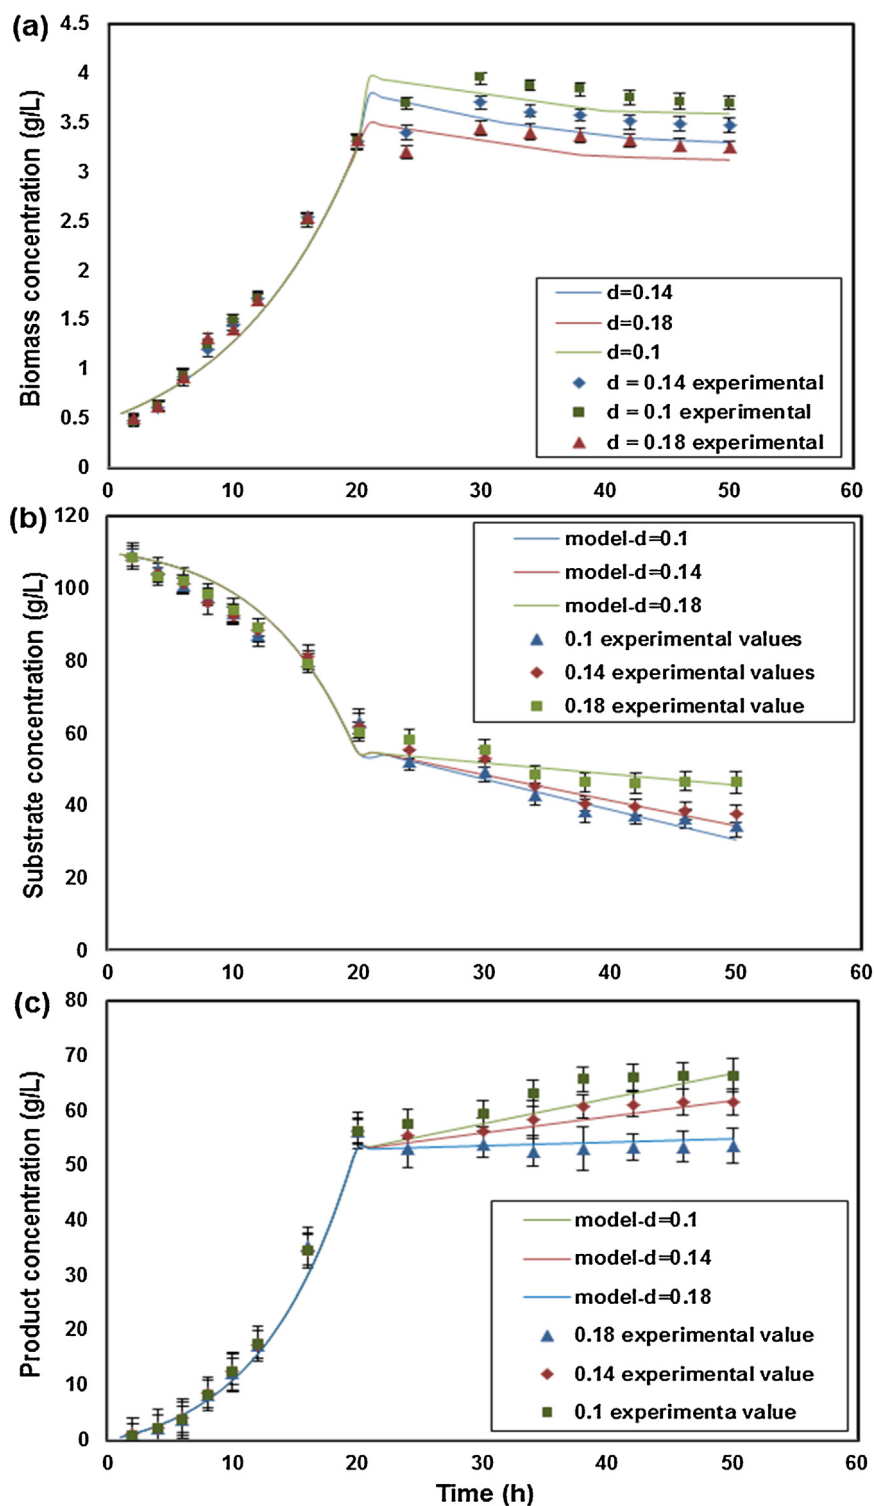 (a)
Biomass concentration (g/L)
4.5
4
3.5
3
2.5
2
1.5
1
0.5
0
0 10 20 30 40 50 60
d=0.14
d=0.18
d=0.1
d = 0.14 experimental
d = 0.1 experimental
d = 0.18 experimental
(b)
Substrate concentration (g/L)
120
100
80
60
40
20
0
0 10 20 30 40 50 60
model-d=0.1
model-d=0.14
model-d=0.18
0.1 experimental values
0.14 experimental values
0.18 experimental value
(c)
Product concentration (g/L)
80
70
60
50
40
30
20
10
0
0 10 20 30 40 50 60
model-d=0.1
model-d=0.14
model-d=0.18
0.18 experimental value
0.14 experimental value
0.1 experimenta value
Time (h)